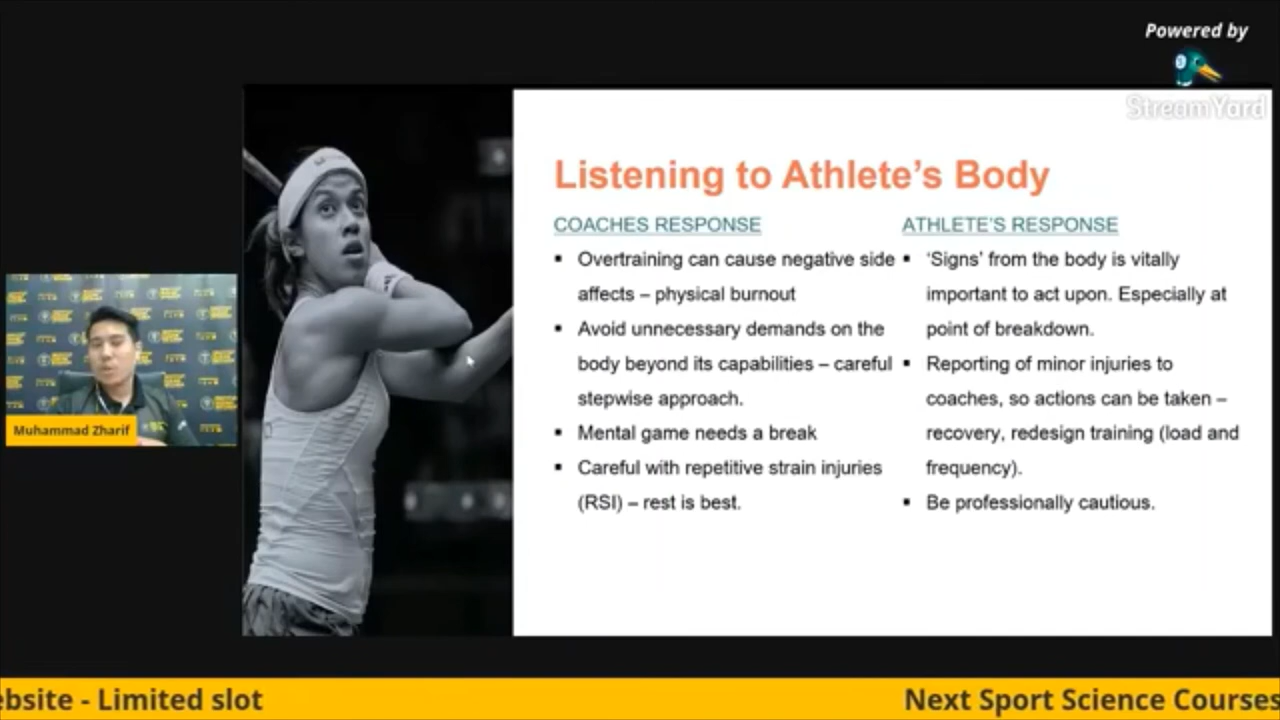 Powered by
StreamYard
Listening to Athlete's Body
COACHES RESPONSE
▪ Overtraining can cause negative side
affects – physical burnout
▪ Avoid unnecessary demands on the
body beyond its capabilities – careful
stepwise approach.
▪ Mental game needs a break
▪ Careful with repetitive strain injuries
(RSI) – rest is best.
ATHLETE'S RESPONSE
▪ ‘Signs’ from the body is vitally
important to act upon. Especially at
point of breakdown.
▪ Reporting of minor injuries to
coaches, so actions can be taken –
recovery, redesign training (load and
frequency).
▪ Be professionally cautious.
Muhammad Zharif
ebsite - Limited slot
Next Sport Science Courses